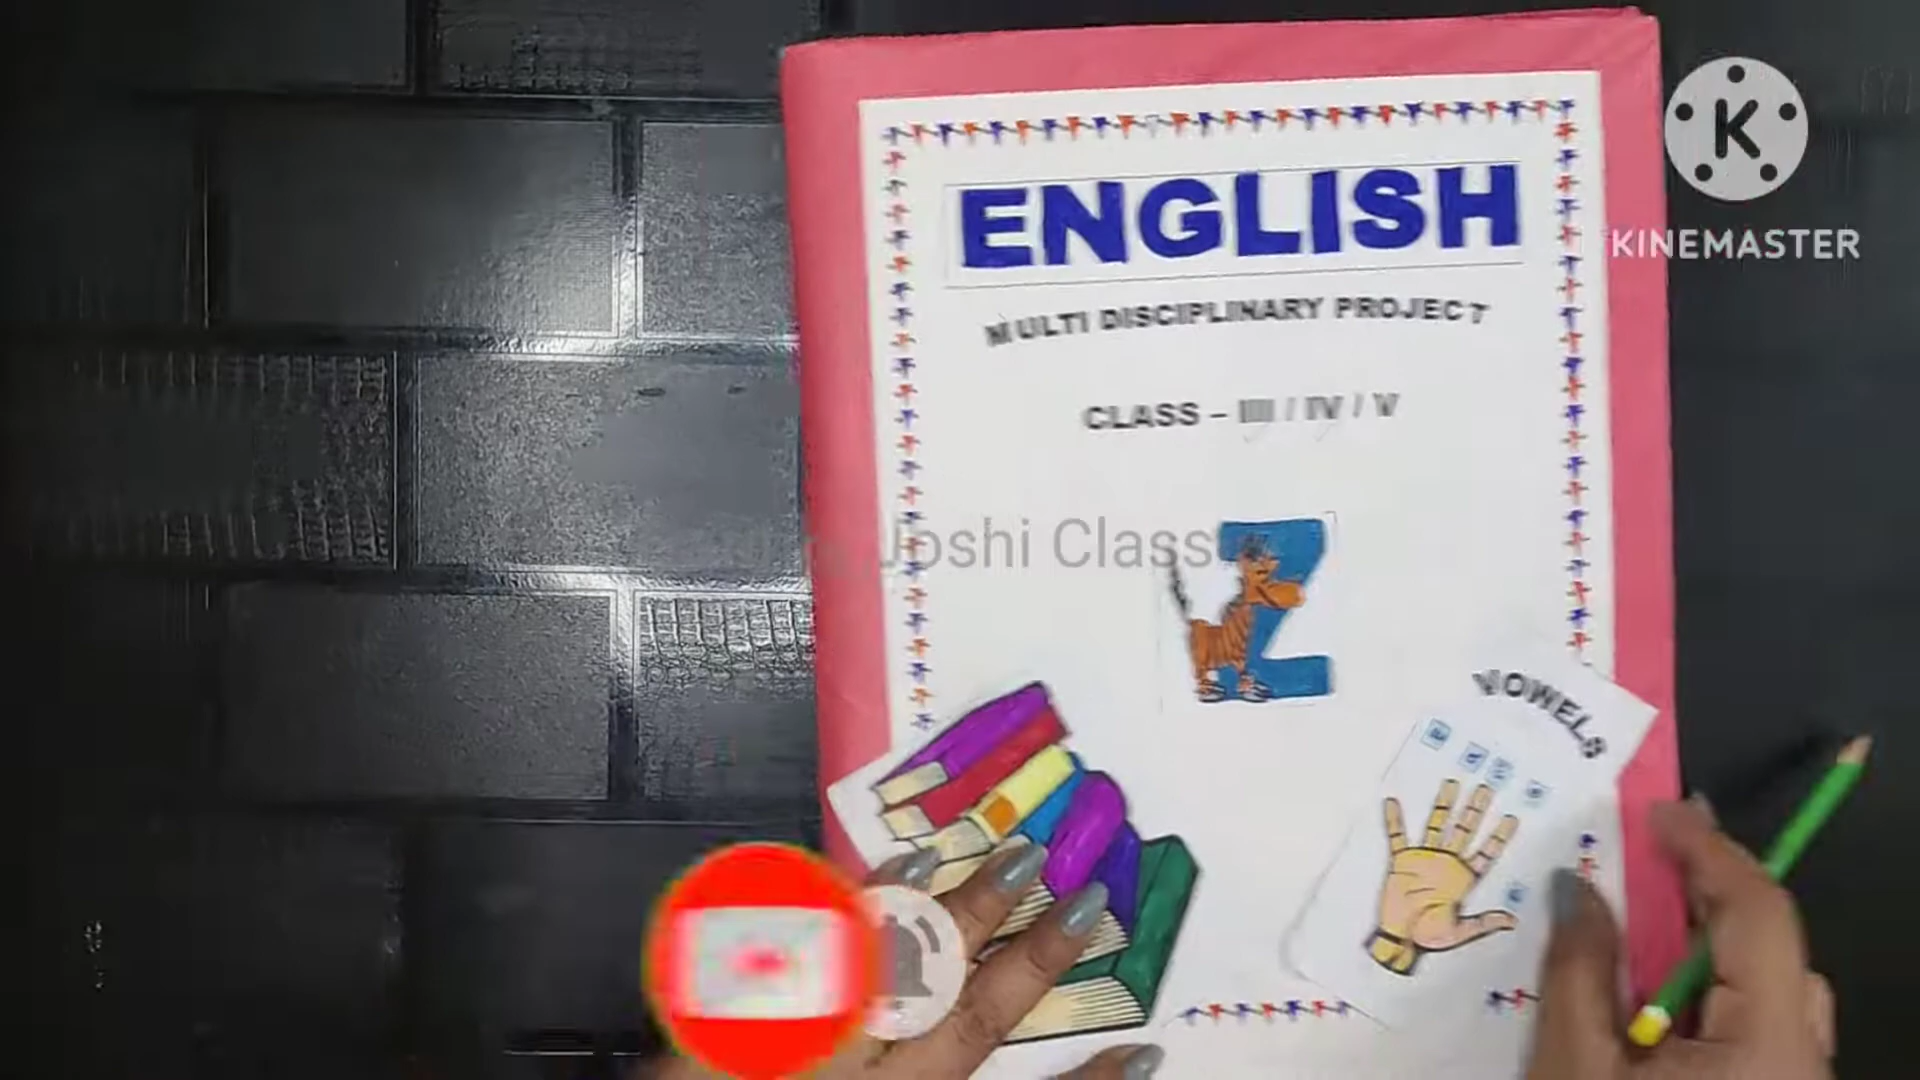 ENGLISH
MULTI DISCIPLINARY PROJECT
CLASS – III / IV / V
Joshi Class
Z
VOWELS
K
KINEMASTER